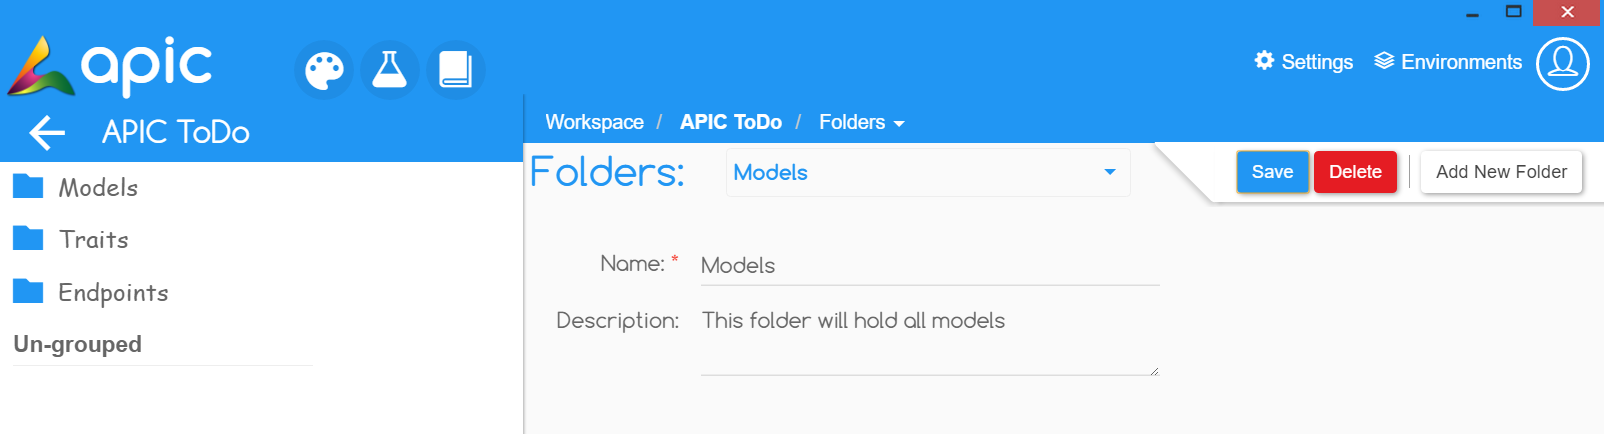 apic
Settings Environments
APIC ToDo
Workspace / APIC ToDo / Folders
Folders: Models
Save Delete Add New Folder
Models
Traits
Endpoints
Un-grouped
Name: * Models
Description: This folder will hold all models